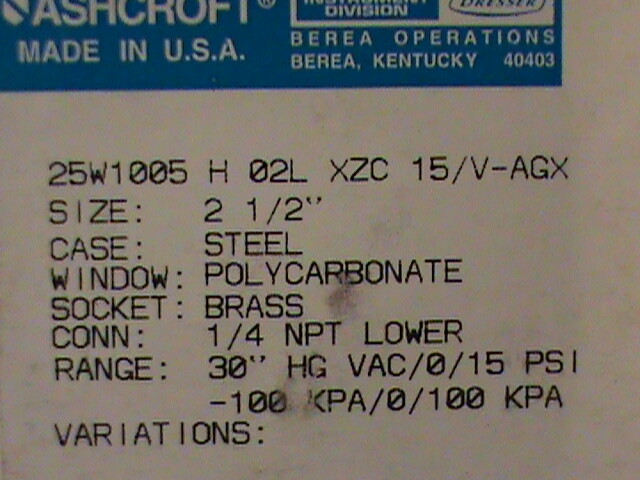 ASHCROFT®
MADE IN U.S.A.
INSTRUMENT
DIVISION
DRESSER
BEREA OPERATIONS
BEREA, KENTUCKY 40403
25W1005 H 02L XZC 15/V-AGX
SIZE: 2 1/2"
CASE: STEEL
WINDOW: POLYCARBONATE
SOCKET: BRASS
CONN: 1/4 NPT LOWER
RANGE: 30" HG VAC/0/15 PSI
-100 KPA/0/100 KPA
VARIATIONS: